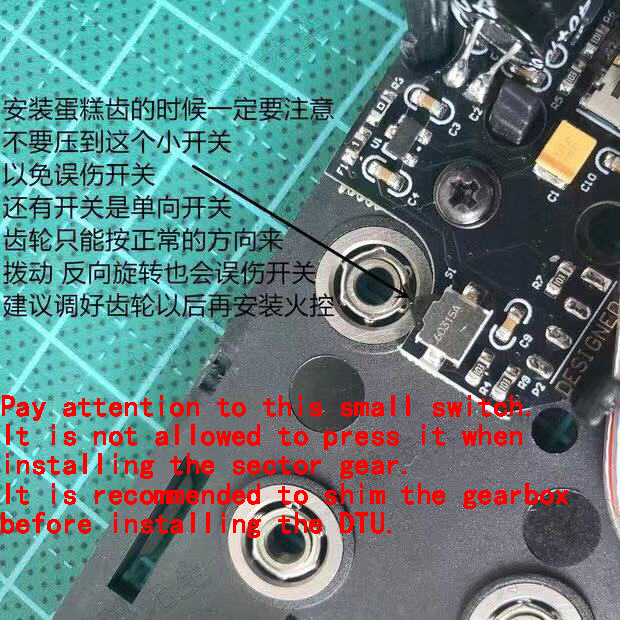 安装蛋糕齿的时候一定要注意
不要压到这个小开关
以免误伤开关
还有开关是单向开关
齿轮只能按正常的方向来
拨动 反向旋转也会误伤开关
建议调好齿轮以后再安装火控
R3
C3
C2
R5
R6
C1
C10
S1
60315A
R7
C9
R4
R9
P2
DESIGNED
Pay attention to this small switch.
It is not allowed to press it when
installing the sector gear.
It is recommended to shim the gearbox
before installing the DTU.